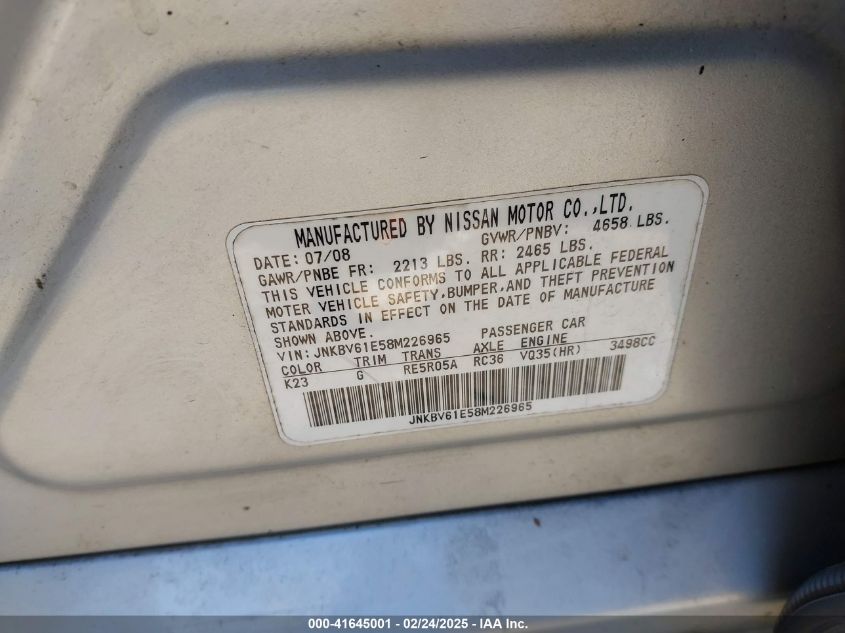 MANUFACTURED BY NISSAN MOTOR CO.,LTD.
DATE: 07/08 GVWR/PNBV: 4658 LBS.
GAWR/PNBE FR: 2213 LBS. RR: 2465 LBS.
THIS VEHICLE CONFORMS TO ALL APPLICABLE FEDERAL
MOTER VEHICLE SAFETY,BUMPER,AND THEFT PREVENTION
STANDARDS IN EFFECT ON THE DATE OF MANUFACTURE
SHOWN ABOVE.
VIN: JNKBV61E58M226965 PASSENGER CAR
COLOR TRIM TRANS AXLE ENGINE
K23 G RE5R05A RC36 VQ35(HR) 3498CC
JNKBV61E58M226965
000-41645001 - 02/24/2025 - IAA Inc.